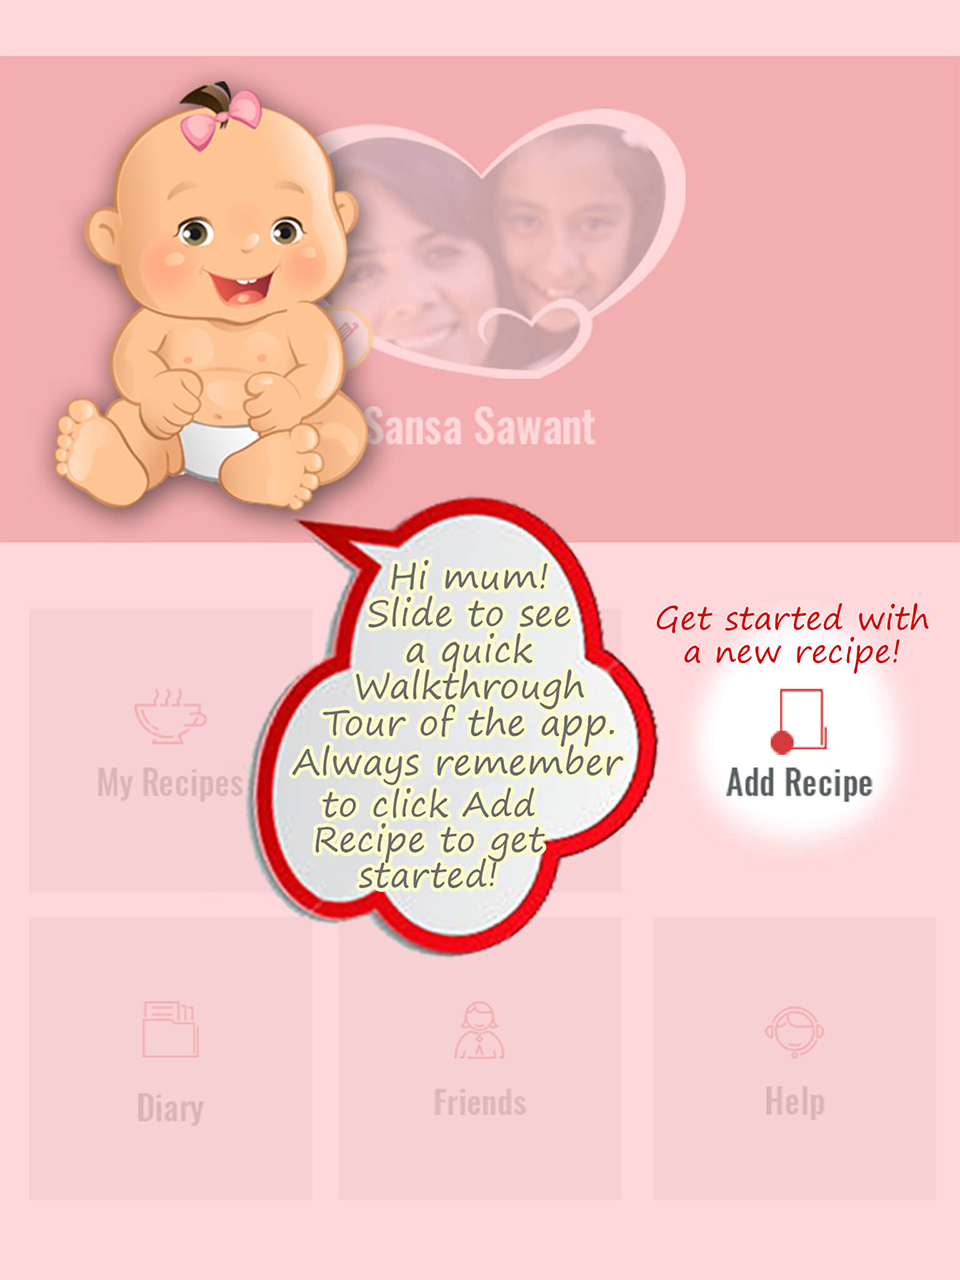 Sansa Sawant
Hi mum!
Slide to see
a quick
Walkthrough
Tour of the app.
Always remember
to click Add
Recipe to get
started!
Get started with
a new recipe!
My Recipes
Add Recipe
Diary
Friends
Help